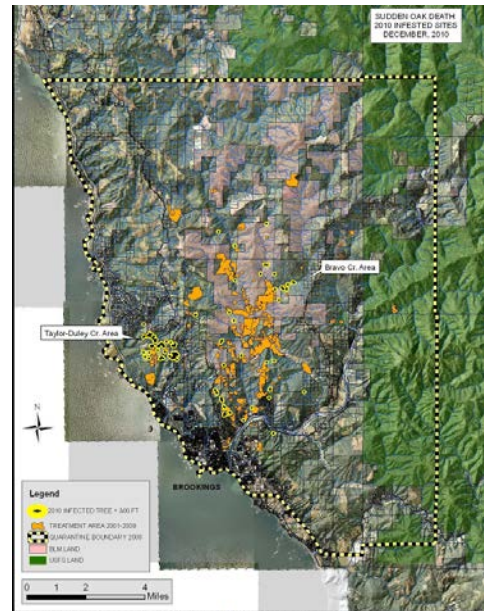 SUDDEN OAK DEATH
2010 INFESTED SITES
DECEMBER, 2010
Bravo Cr. Area
Taylor-Duley Cr. Area
N
BROOKINGS
Legend
2010 INFECTED TREE + 300 FT
TREATMENT AREA 2001-2009
QUARANTINE BOUNDARY 2008
BLM LAND
USFS LAND
0 1 2 4
Miles